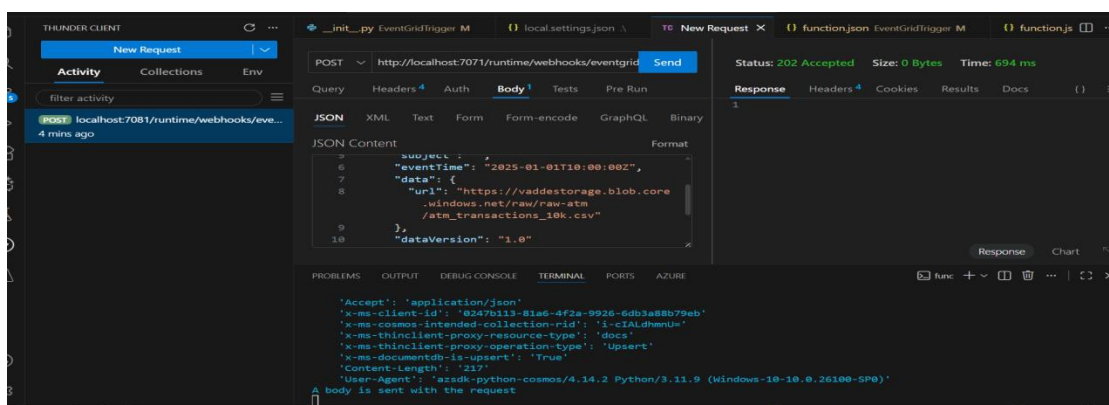 THUNDER CLIENT
New Request
Activity Collections Env
filter activity
POST localhost:7081/runtime/webhooks/eve...
4 mins ago
__init__.py EventGridTrigger M {} local.settings.json .\ TC New Request × {} function.json EventGridTrigger M {} function.js
POST http://localhost:7071/runtime/webhooks/eventgrid Send
Query Headers 4 Auth Body 1 Tests Pre Run
JSON XML Text Form Form-encode GraphQL Binary
JSON Content Format
5 "subject": " ",
6 "eventTime": "2025-01-01T10:00:00Z",
7 "data": {
8 "url": "https://vaddestorage.blob.core
.windows.net/raw/raw-atm
/atm_transactions_10k.csv"
9 },
10 "dataVersion": "1.0"
Status: 202 Accepted Size: 0 Bytes Time: 694 ms
Response Headers 4 Cookies Results Docs {}
1
Response Chart
PROBLEMS OUTPUT DEBUG CONSOLE TERMINAL PORTS AZURE func
'Accept': 'application/json'
'x-ms-client-id': '0247b113-81a6-4f2a-9926-6db3a88b79eb'
'x-ms-cosmos-intended-collection-rid': 'i-cIALdhmnU='
'x-ms-thinclient-proxy-resource-type': 'docs'
'x-ms-thinclient-proxy-operation-type': 'Upsert'
'x-ms-documentdb-is-upsert': 'True'
'Content-Length': '217'
'User-Agent': 'azsdk-python-cosmos/4.14.2 Python/3.11.9 (Windows-10-10.0.26100-SP0)'
A body is sent with the request